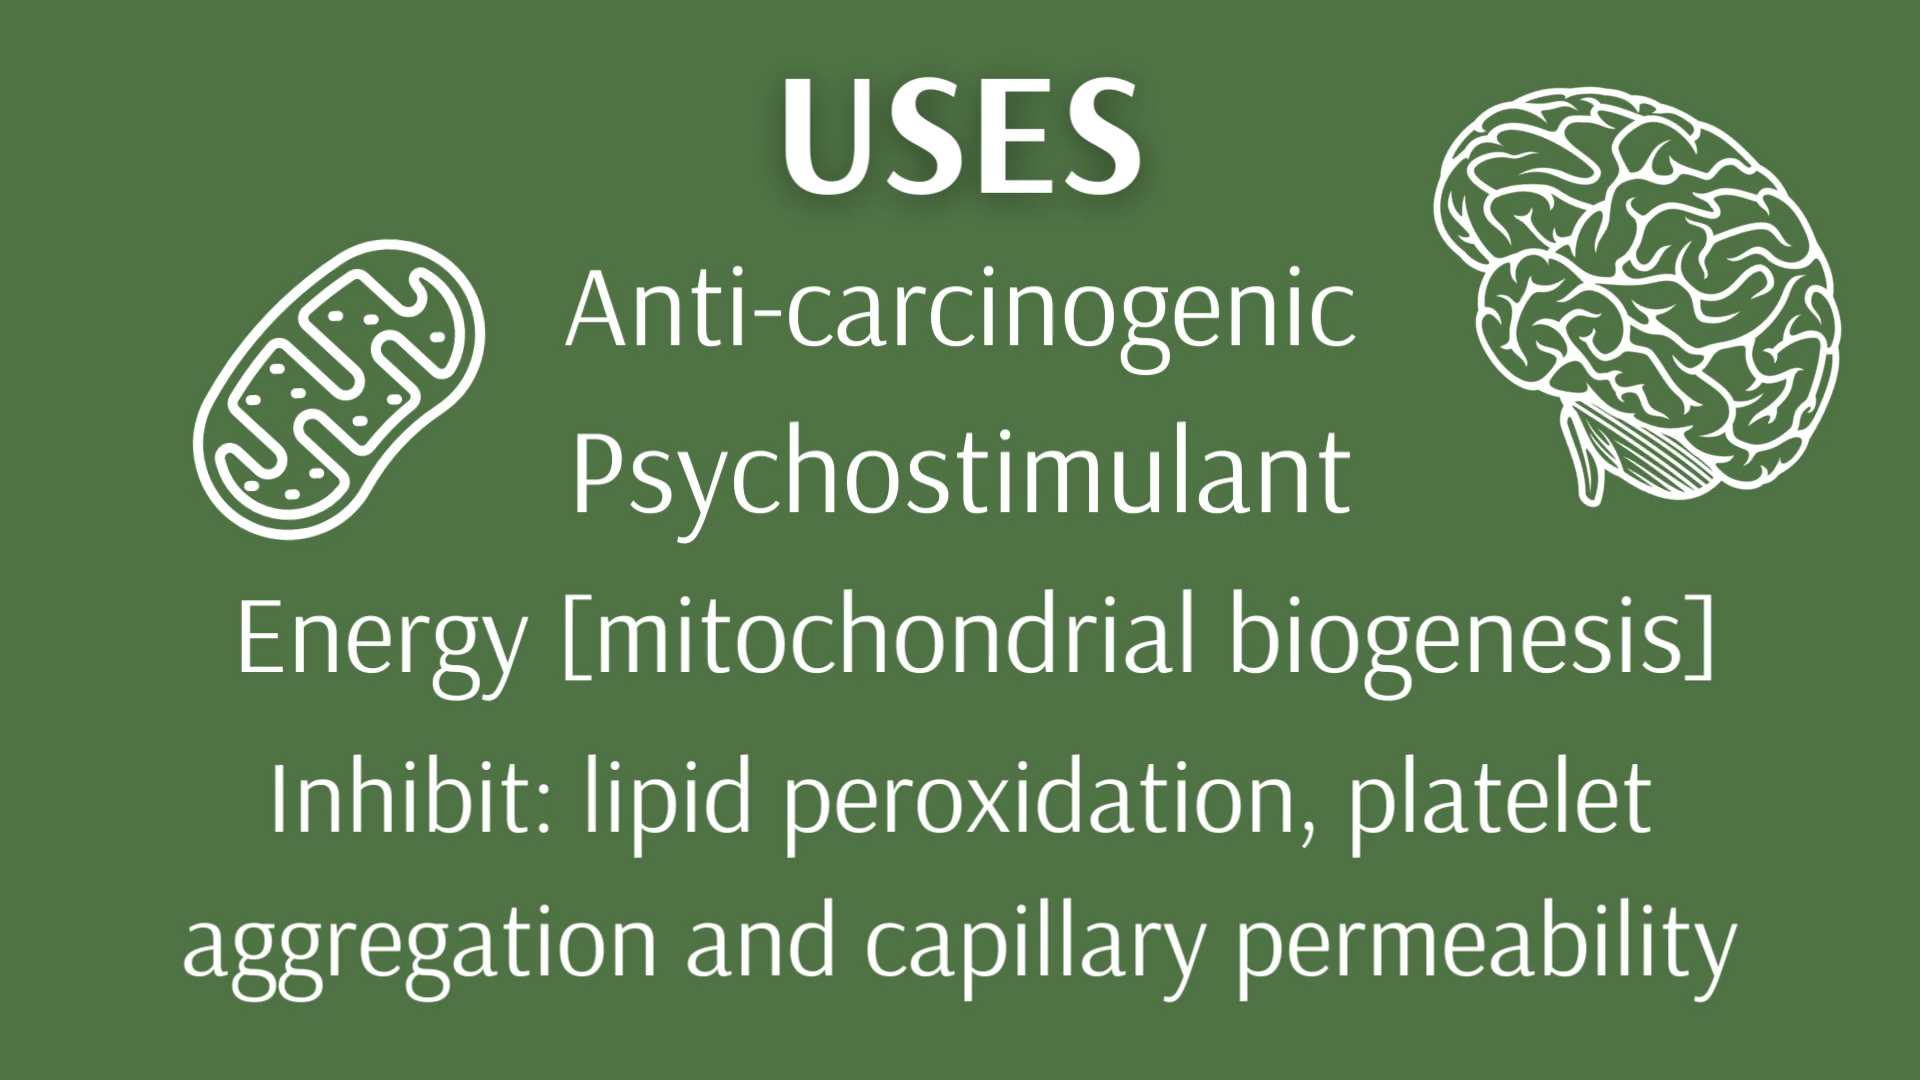 USES
Anti-carcinogenic
Psychostimulant
Energy [mitochondrial biogenesis]
Inhibit: lipid peroxidation, platelet
aggregation and capillary permeability